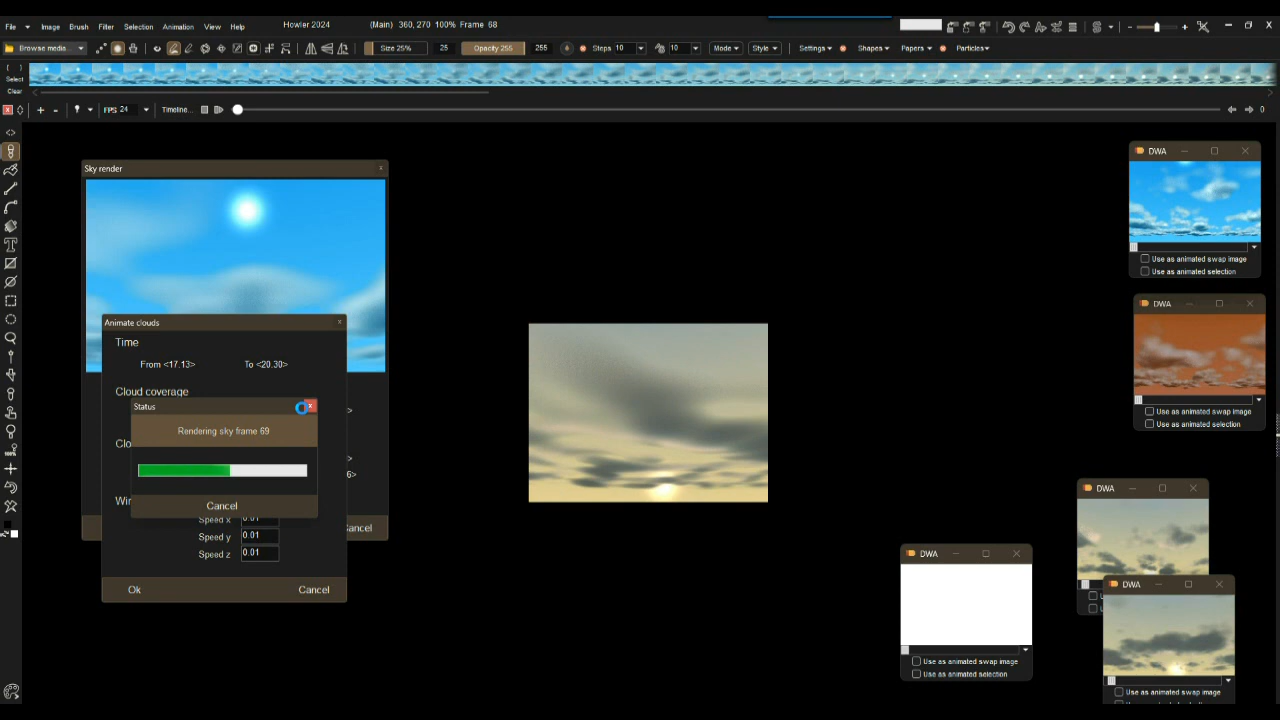 File Image Brush Filter Selection Animation View Help Howler 2024 (Main) 360, 270 100% Frame 68
Browse media... Size 25% 25 Opacity 255 255 Steps 10 10 Mode Style Settings Shapes Papers Particles
Select
Clear
FPS 24 Timeline... 0
Sky render
Animate clouds
Time
From <17.13> To <20.30>
Cloud coverage
Status
Rendering sky frame 69
Cancel
Speed x 0.01
Speed y 0.01
Speed z 0.01
Ok Cancel
DWA
Use as animated swap image
Use as animated selection
DWA
Use as animated swap image
Use as animated selection
DWA
DWA
Use as animated swap image
Use as animated selection
DWA
Use as animated swap image